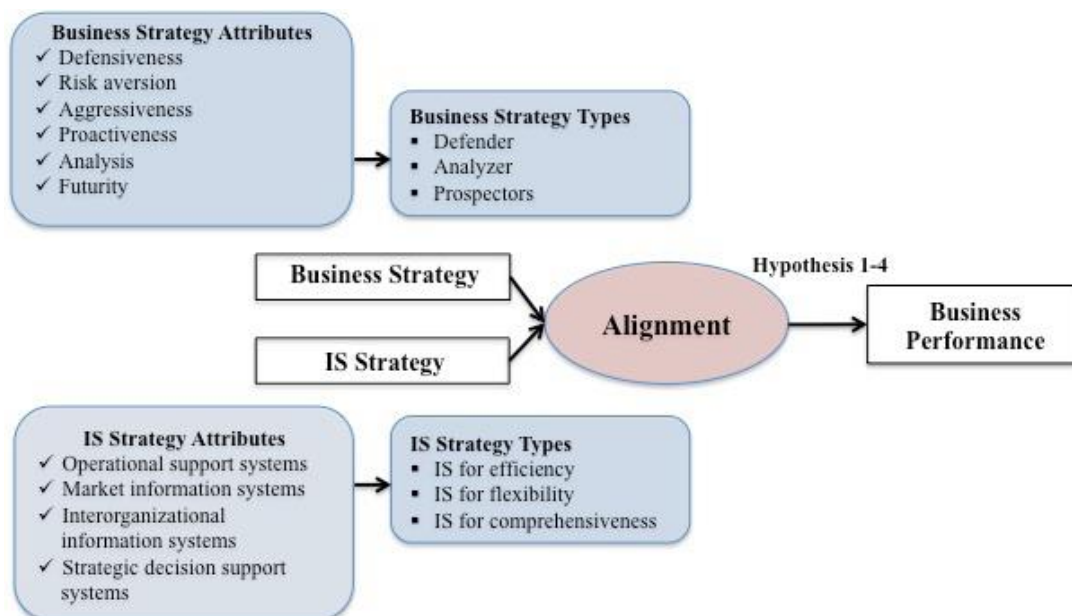 Business Strategy Attributes
✓ Defensiveness
✓ Risk aversion
✓ Aggressiveness
✓ Proactiveness
✓ Analysis
✓ Futurity
Business Strategy Types
▪ Defender
▪ Analyzer
▪ Prospectors
Business Strategy
IS Strategy
Alignment
Hypothesis 1-4
Business
Performance
IS Strategy Attributes
✓ Operational support systems
✓ Market information systems
✓ Interorganizational
information systems
✓ Strategic decision support
systems
IS Strategy Types
▪ IS for efficiency
▪ IS for flexibility
▪ IS for comprehensiveness